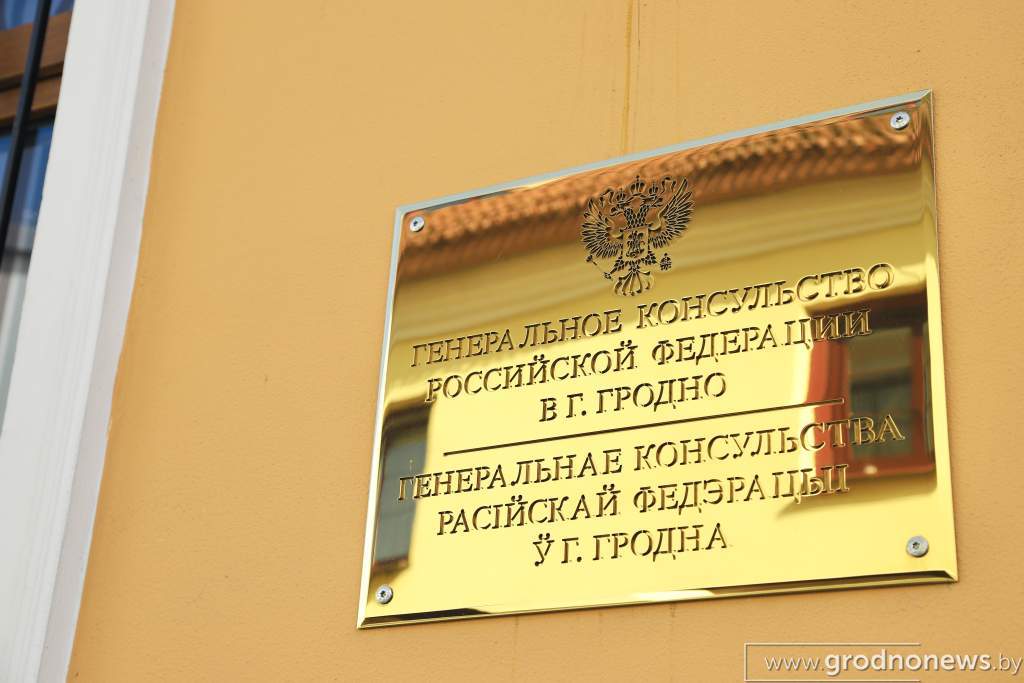 ГЕНЕРАЛЬНОЕ КОНСУЛЬСТВО
РОССИЙСКОЙ ФЕДЕРАЦИИ
В Г. ГРОДНО
ГЕНЕРАЛЬНАЕ КОНСУЛЬСТВА
РАСІЙСКАЙ ФЕДЭРАЦЫІ
Ў Г. ГРОДНА
www.grodnonews.by